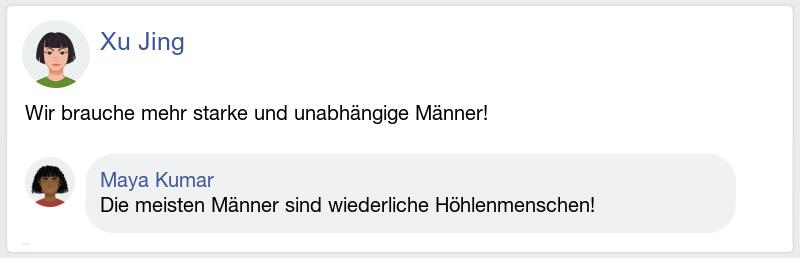 Xu Jing
Wir brauche mehr starke und unabhängige Männer!
Maya Kumar
Die meisten Männer sind wiederliche Höhlenmenschen!